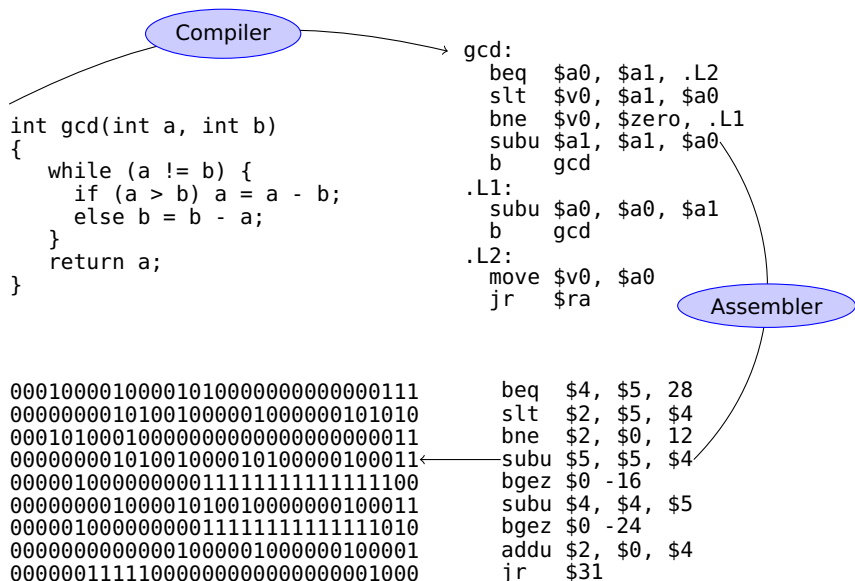 Compiler
int gcd(int a, int b)
{
while (a != b) {
if (a > b) a = a - b;
else b = b - a;
}
return a;
}
gcd:
beq $a0, $a1, .L2
slt $v0, $a1, $a0
bne $v0, $zero, .L1
subu $a1, $a1, $a0
b gcd
.L1:
subu $a0, $a0, $a1
b gcd
.L2:
move $v0, $a0
jr $ra
Assembler
beq $4, $5, 28
slt $2, $5, $4
bne $2, $0, 12
subu $5, $5, $4
bgez $0 -16
subu $4, $4, $5
bgez $0 -24
addu $2, $0, $4
jr $31
00010000100001010000000000000111
00000000101001000001000000101010
00010100010000000000000000000011
00000000101001000010100000100011
00000100000000011111111111111100
00000000100001010010000000100011
00000100000000011111111111111010
00000000000001000001000000100001
00000011111000000000000000001000